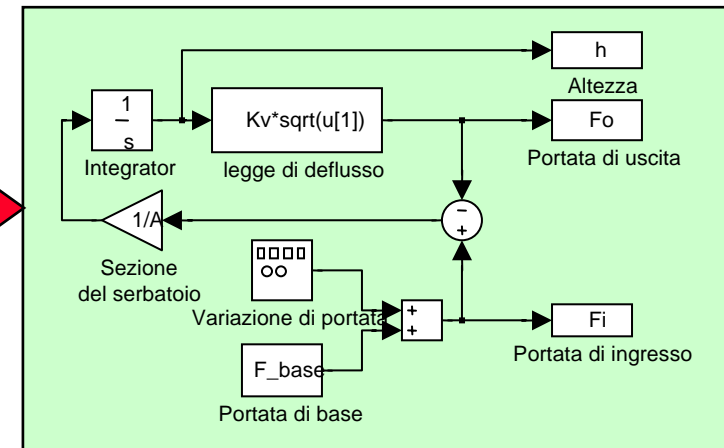 h
Altezza
1
s
Integrator
Kv*sqrt(u[1])
legge di deflusso
Fo
Portata di uscita
1/A
Sezione
del serbatoio
-
+
Variazione di portata
+
+
Fi
Portata di ingresso
F_base
Portata di base